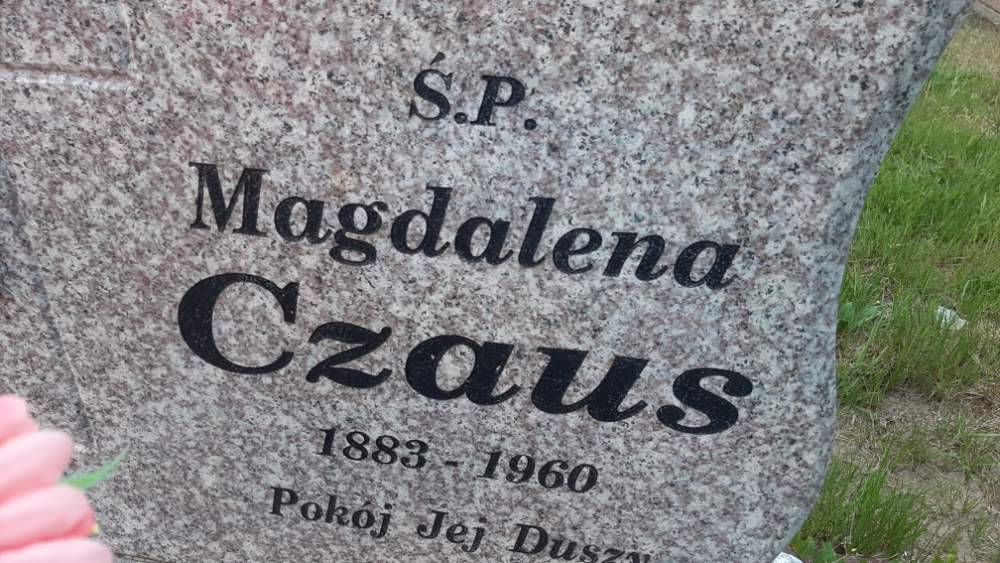 Ś.P.
Magdalena
Czaus
1883 - 1960
Pokój Jej Duszy